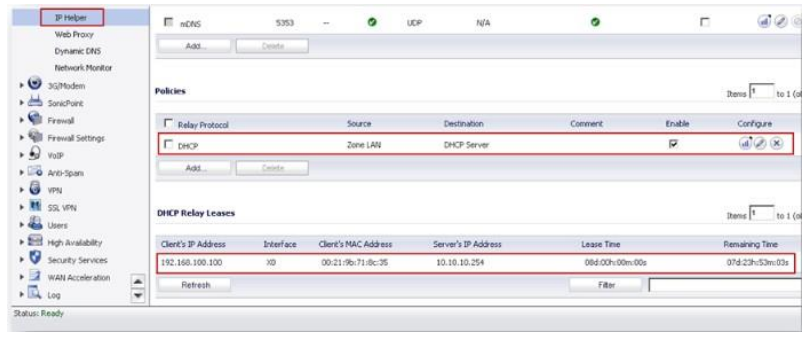 IP Helper
Web Proxy
Dynamic DNS
Network Monitor
3G/Modem
SonicPoint
Firewall
Firewall Settings
VoIP
Anti-Spam
VPN
SSL VPN
Users
High Availability
Security Services
WAN Acceleration
Log
mDNS 5353 -- UDP N/A
Add... Delete
Policies Items 1 to 1 (of
Relay Protocol Source Destination Comment Enable Configure
DHCP Zone LAN DHCP Server
Add... Delete
DHCP Relay Leases Items 1 to 1 (of
Client's IP Address Interface Client's MAC Address Server's IP Address Lease Time Remaining Time
192.168.100.100 X0 00:21:9b:71:8c:35 10.10.10.254 08d:00h:00m:00s 07d:23h:53m:03s
Refresh Filter
Status: Ready